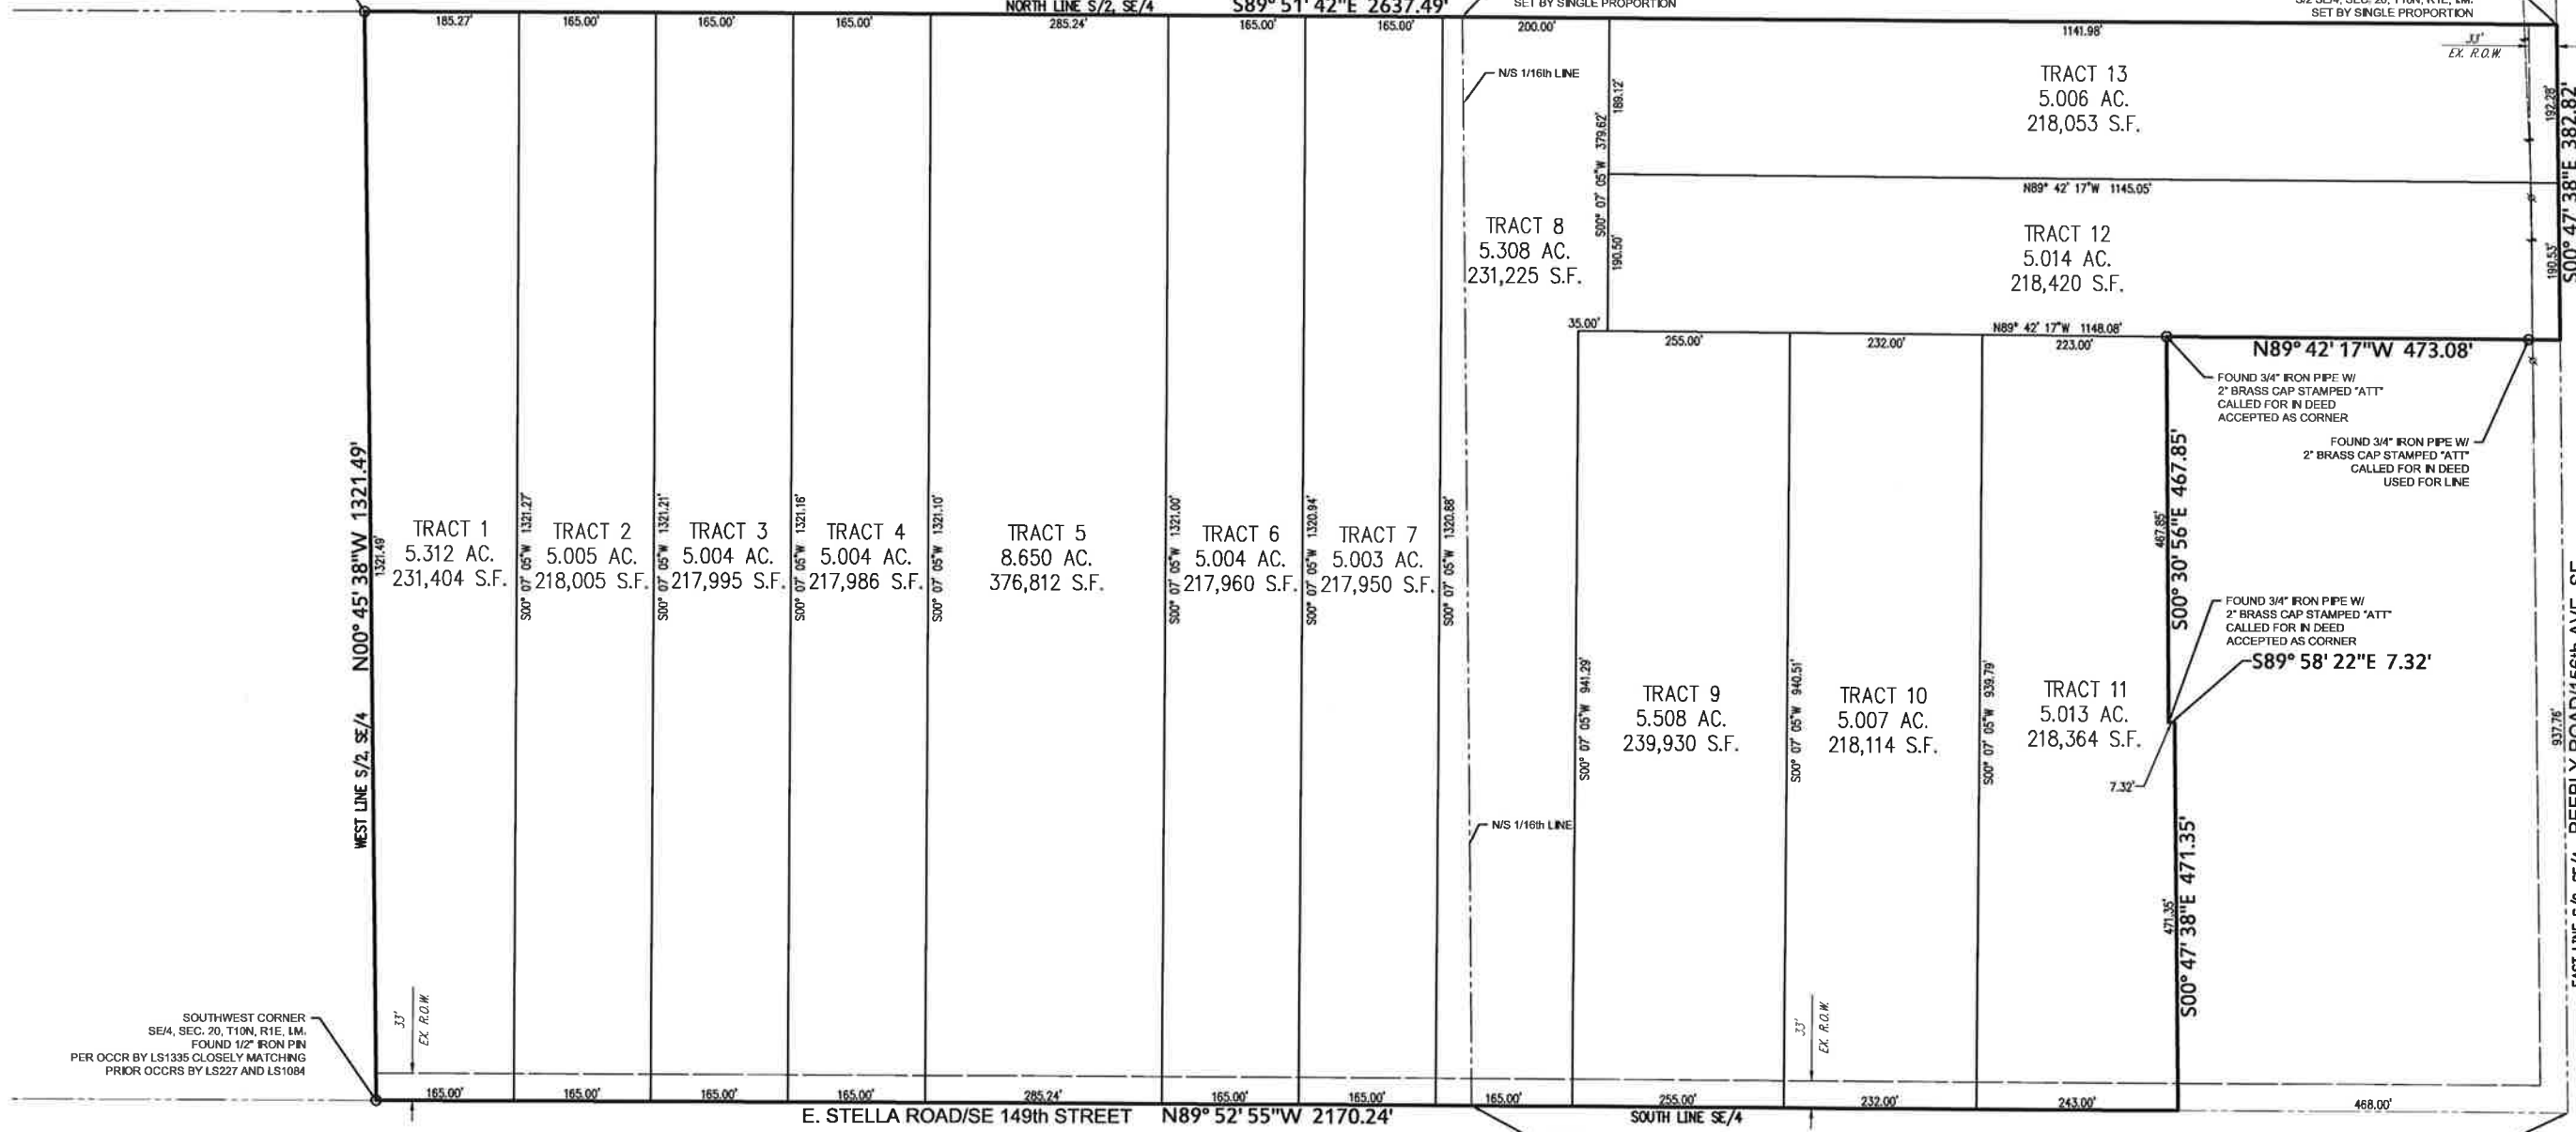 NORTH LINE S/2, SE/4 S89° 51' 42"E 2637.49'
SET BY SINGLE PROPORTION
S/2 SE/4, SEC. 20, T10N, R1E, I.M.
SET BY SINGLE PROPORTION
185.27' 165.00' 165.00' 165.00' 285.24' 165.00' 165.00' 200.00' 1141.98'
33'
EX. R.O.W.
N/S 1/16th LINE
TRACT 13
5.006 AC.
218,053 S.F.
189.12'
S00° 07' 05"W 379.62'
192.28'
S00° 47' 38"E 382.82'
N89° 42' 17"W 1145.05'
TRACT 8
5.308 AC.
231,225 S.F.
190.50'
TRACT 12
5.014 AC.
218,420 S.F.
190.53'
35.00'
N89° 42' 17"W 1148.08'
255.00' 232.00' 223.00'
N89° 42' 17"W 473.08'
FOUND 3/4" IRON PIPE W/
2" BRASS CAP STAMPED "ATT"
CALLED FOR IN DEED
ACCEPTED AS CORNER
FOUND 3/4" IRON PIPE W/
2" BRASS CAP STAMPED "ATT"
CALLED FOR IN DEED
USED FOR LINE
WEST LINE S/2, SE/4 N00° 45' 38"W 1321.49'
1321.49'
TRACT 1
5.312 AC.
231,404 S.F.
S00° 07' 05"W 1321.27'
TRACT 2
5.005 AC.
218,005 S.F.
S00° 07' 05"W 1321.21'
TRACT 3
5.004 AC.
217,995 S.F.
S00° 07' 05"W 1321.16'
TRACT 4
5.004 AC.
217,986 S.F.
S00° 07' 05"W 1321.10'
TRACT 5
8.650 AC.
376,812 S.F.
S00° 07' 05"W 1321.00'
TRACT 6
5.004 AC.
217,960 S.F.
S00° 07' 05"W 1320.94'
TRACT 7
5.003 AC.
217,950 S.F.
S00° 07' 05"W 1320.88'
467.85'
S00° 30' 56"E 467.85'
FOUND 3/4" IRON PIPE W/
2" BRASS CAP STAMPED "ATT"
CALLED FOR IN DEED
ACCEPTED AS CORNER
S89° 58' 22"E 7.32'
S00° 07' 05"W 941.29'
TRACT 9
5.508 AC.
239,930 S.F.
S00° 07' 05"W 940.51'
TRACT 10
5.007 AC.
218,114 S.F.
S00° 07' 05"W 939.79'
TRACT 11
5.013 AC.
218,364 S.F.
7.32'
937.76'
N/S 1/16th LINE
471.35'
S00° 47' 38"E 471.35'
33'
EX. R.O.W.
33'
EX. R.O.W.
SOUTHWEST CORNER
SE/4, SEC. 20, T10N, R1E, I.M.
FOUND 1/2" IRON PIN
PER OCCR BY LS1335 CLOSELY MATCHING
PRIOR OCCRS BY LS227 AND LS1084
165.00' 165.00' 165.00' 165.00' 285.24' 165.00' 165.00' 165.00' 255.00' 232.00' 243.00' 468.00'
E. STELLA ROAD/SE 149th STREET N89° 52' 55"W 2170.24'
SOUTH LINE SE/4